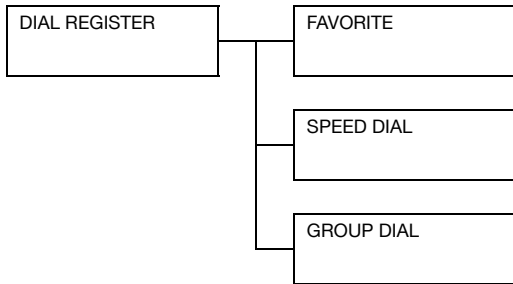 DIAL REGISTER
FAVORITE
SPEED DIAL
GROUP DIAL